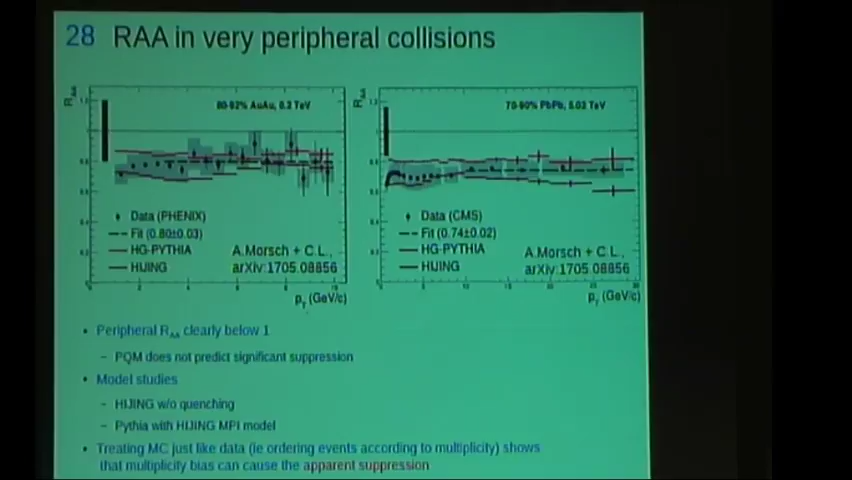 28 RAA in very peripheral collisions
80-92% AuAu, 0.2 TeV
Data (PHENIX)
Fit (0.80±0.03)
HG-PYTHIA
HIJING
A.Morsch + C.L.,
arXiv:1705.08856
pT (GeV/c)
RAA
70-90% PbPb, 5.02 TeV
Data (CMS)
Fit (0.74±0.02)
HG-PYTHIA
HIJING
A.Morsch + C.L.,
arXiv:1705.08856
pT (GeV/c)
• Peripheral RAA clearly below 1
– PQM does not predict significant suppression
• Model studies
– HIJING w/o quenching
– Pythia with HIJING MPI model
• Treating MC just like data (ie ordering events according to multiplicity) shows
that multiplicity bias can cause the apparent suppression